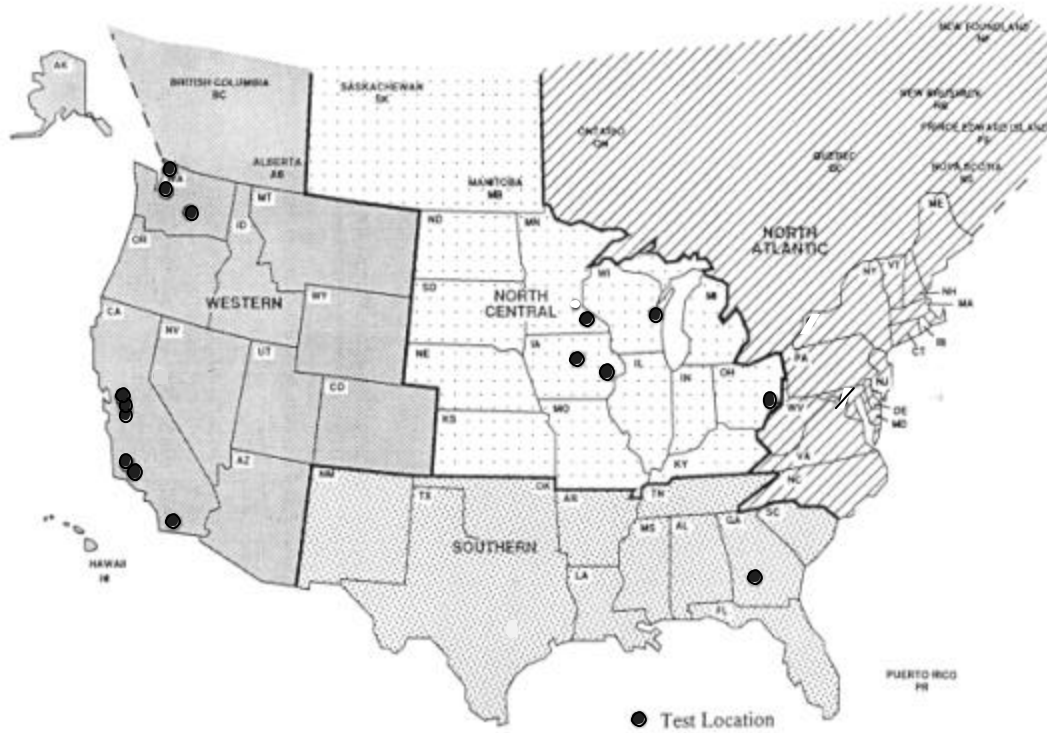 NEW FOUNDLAND
NF
AK
BRITISH COLUMBIA
BC
SASKACHEWAN
SK
NEW BRUSNICK
NB
ONTARIO
ON
PRINCE EDWARD ISLAND
QUEBEC
ALBERTA
AB
NOVA SCOTIA
NS
WA
MANITOBA
MB
MT
ME
ND
MN
OR
ID
NORTH
ATLANTIC
NY
VT
WI
SD
WY
NORTH
CENTRAL
MI
NH
MA
WESTERN
CA
NV
RI
CT
UT
NE
IA
PA
IL
IN
OH
NJ
CO
WV
DE
MD
MO
KS
AZ
VA
KY
NM
NC
TX
OK
AR
TN
MS
AL
GA
SC
SOUTHERN
HAWAII
HI
LA
FL
PUERTO RICO
PR
Test Location